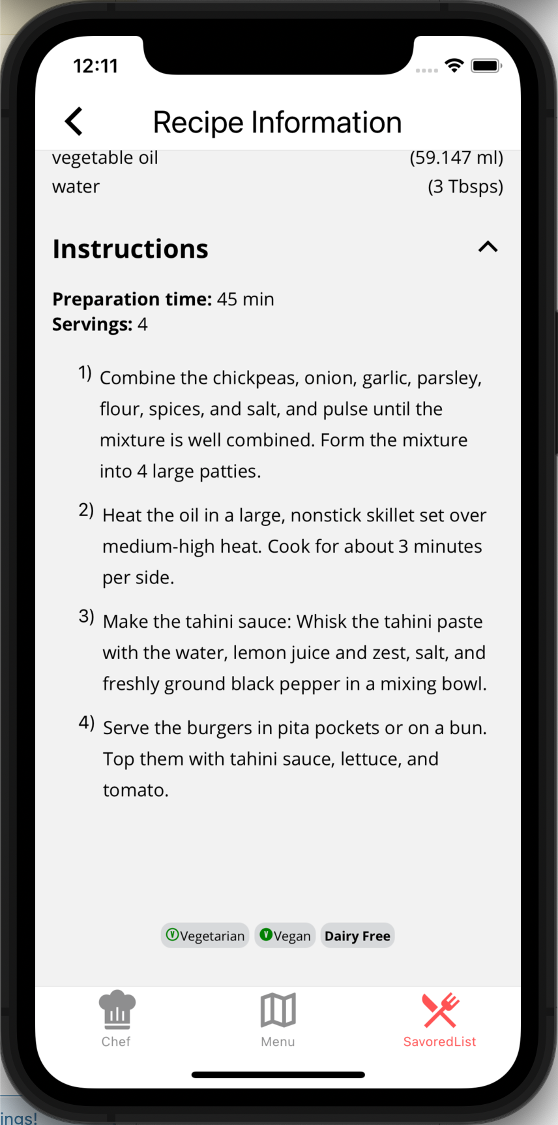 12:11
Recipe Information
vegetable oil (59.147 ml)
water (3 Tbsps)
Instructions
Preparation time: 45 min
Servings: 4
1) Combine the chickpeas, onion, garlic, parsley,
flour, spices, and salt, and pulse until the
mixture is well combined. Form the mixture
into 4 large patties.
2) Heat the oil in a large, nonstick skillet set over
medium-high heat. Cook for about 3 minutes
per side.
3) Make the tahini sauce: Whisk the tahini paste
with the water, lemon juice and zest, salt, and
freshly ground black pepper in a mixing bowl.
4) Serve the burgers in pita pockets or on a bun.
Top them with tahini sauce, lettuce, and
tomato.
V Vegetarian V Vegan Dairy Free
Chef Menu SavoredList
ings!